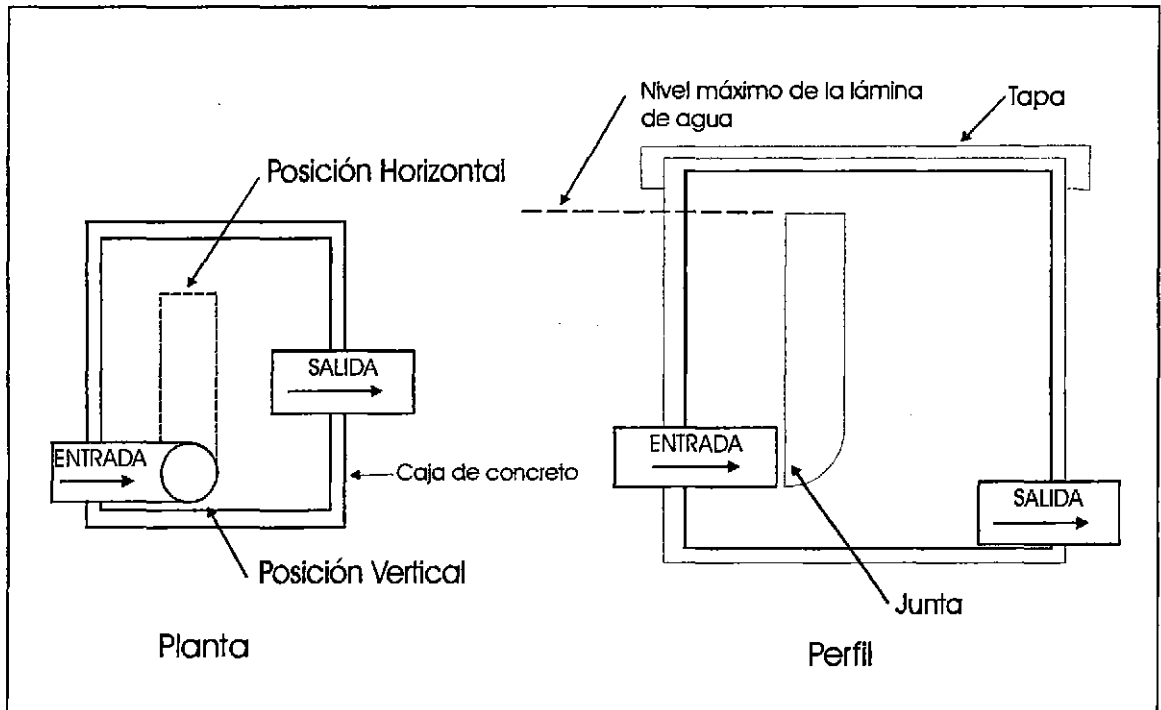 Nivel máximo de la lámina
de agua
Tapa
Posición Horizontal
SALIDA
ENTRADA
Caja de concreto
Posición Vertical
Planta
ENTRADA
SALIDA
Junta
Perfil